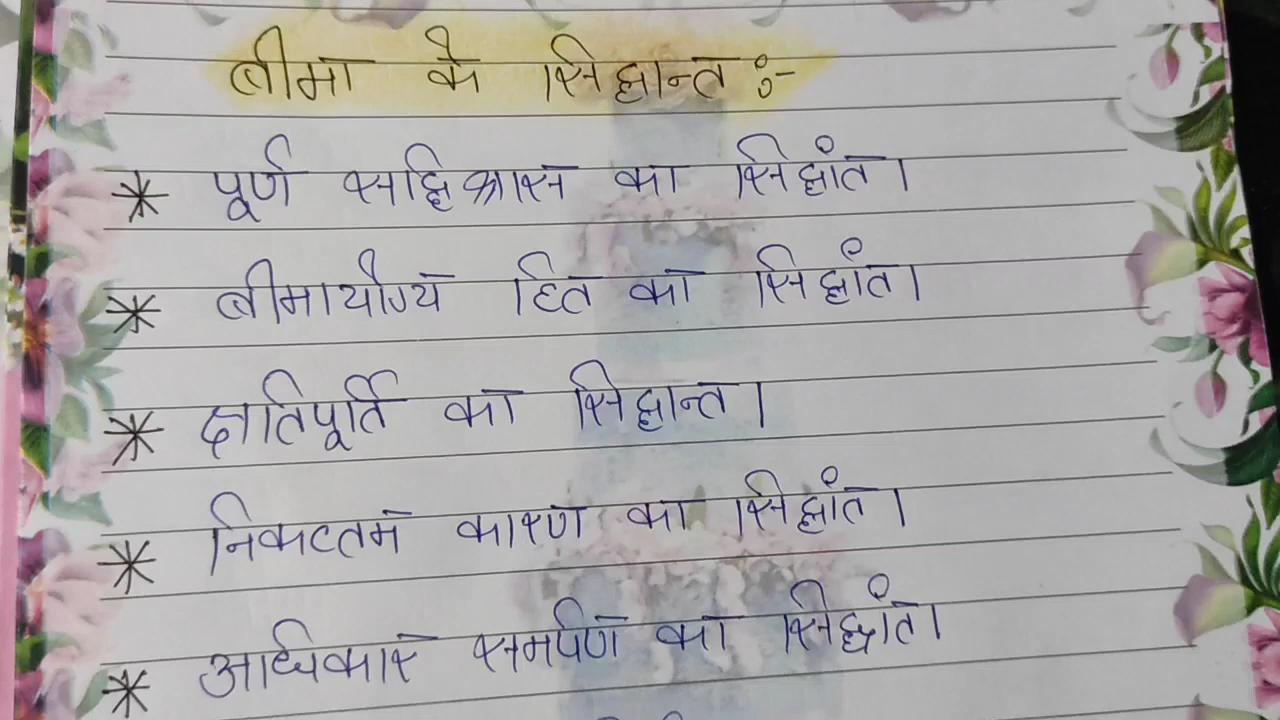 बीमा के सिद्धान्त :-
* पूर्ण सद्विश्वास का सिद्धांत।
* बीमायोग्य हित का सिद्धांत।
* क्षतिपूर्ति का सिद्धान्त।
* निकटतम कारण का सिद्धांत।
* अधिकार समर्पण का सिद्धांत।